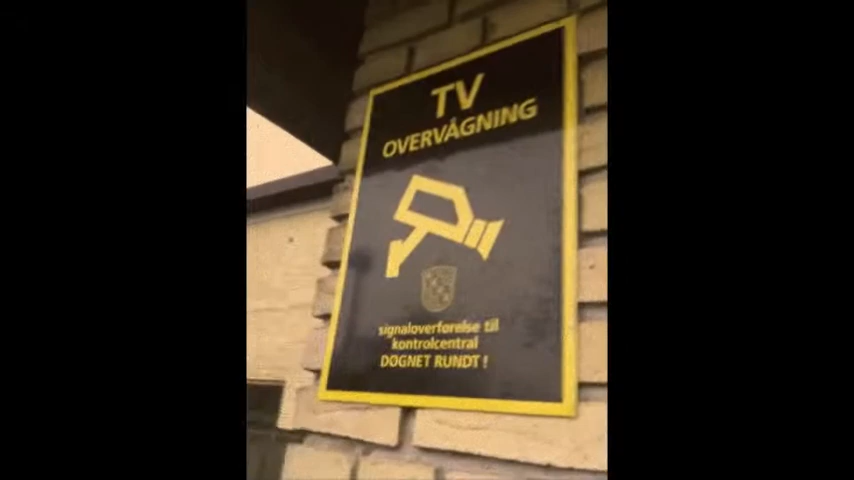 TV
OVERVÅGNING
signaloverførelse til
kontrolcentral
DØGNET RUNDT !